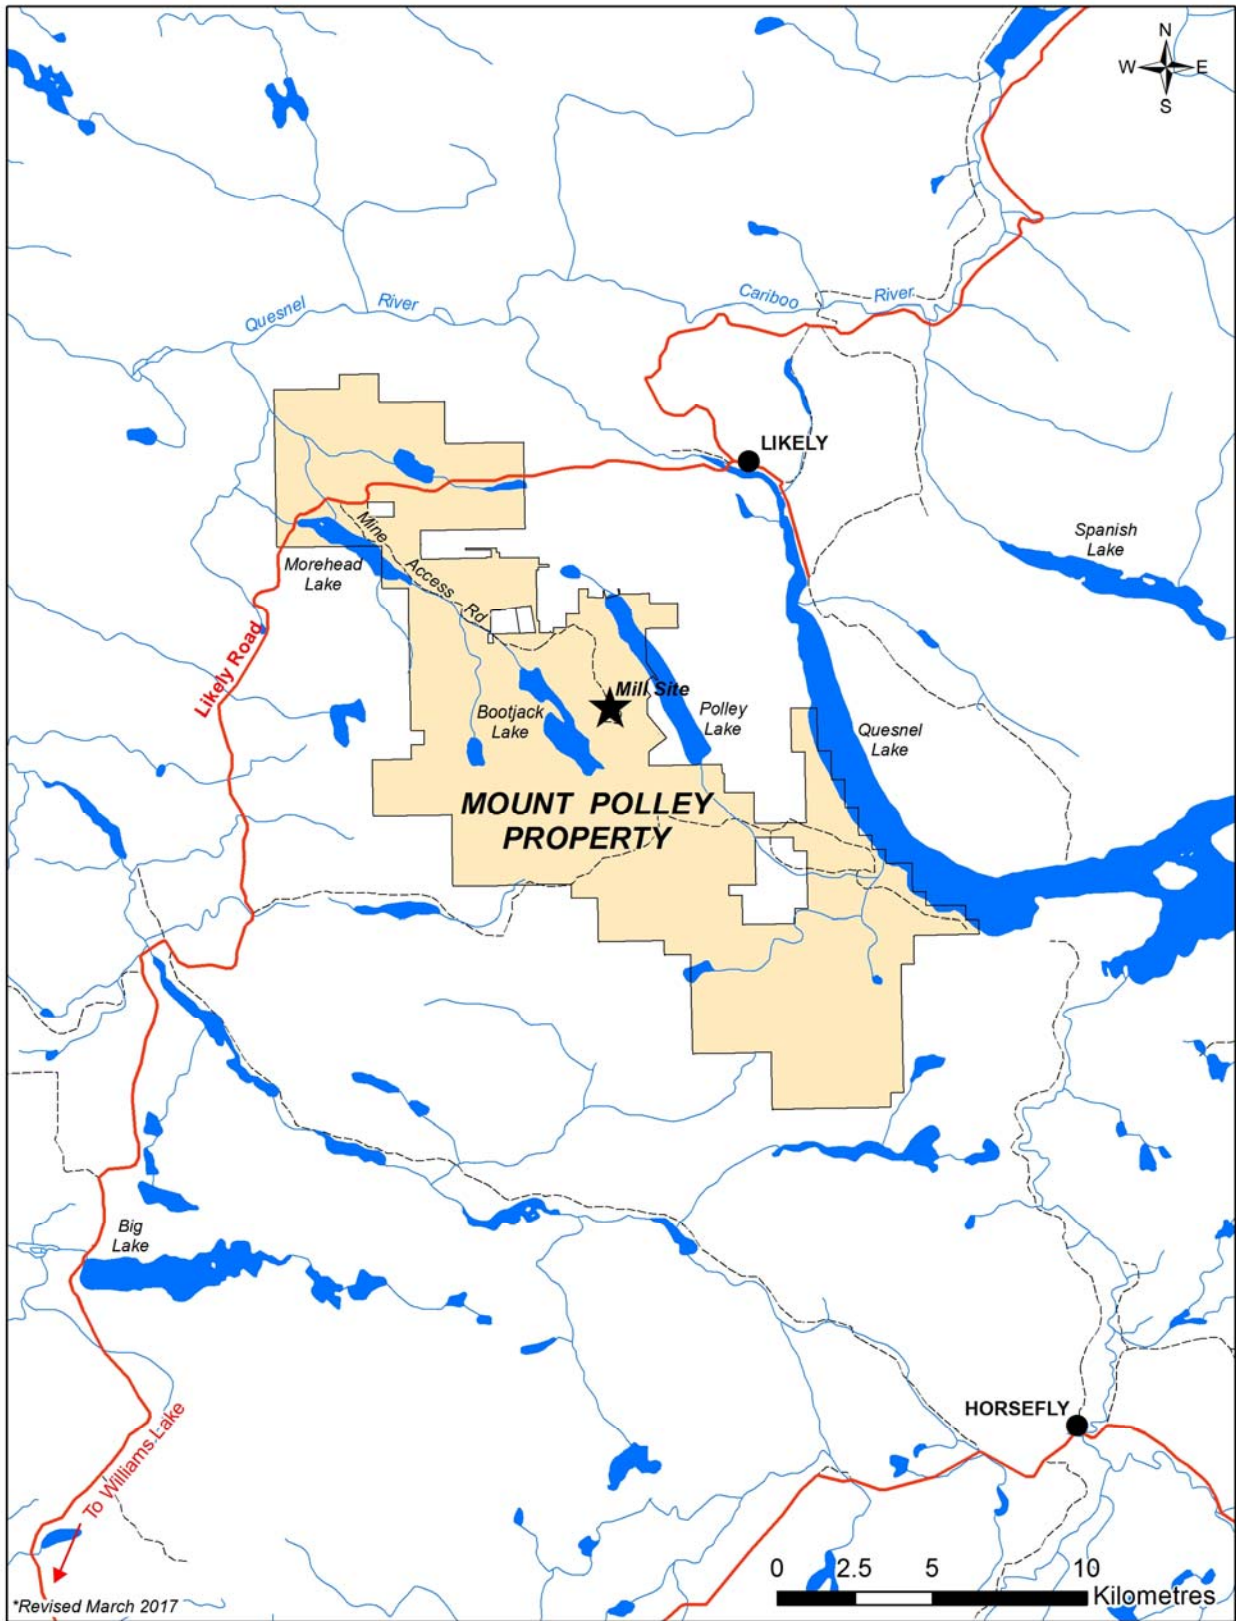 N
W E
S
Cariboo River
Quesnel River
LIKELY
Spanish
Lake
Mine Access Rd
Morehead
Lake
Likely Road
Mill Site
Bootjack
Lake
Polley
Lake
Quesnel
Lake
MOUNT POLLEY
PROPERTY
Big
Lake
HORSEFLY
To Williams Lake
0 2.5 5 10
Kilometres
*Revised March 2017